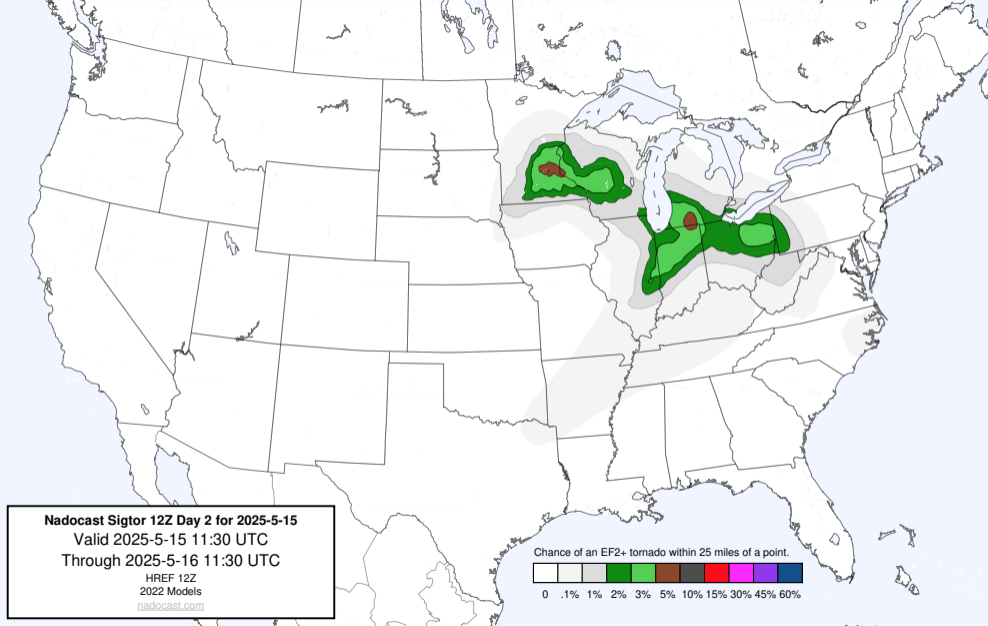 Nadocast Sigtor 12Z Day 2 for 2025-5-15
Valid 2025-5-15 11:30 UTC
Through 2025-5-16 11:30 UTC
HREF 12Z
2022 Models
nadocast.com
Chance of an EF2+ tornado within 25 miles of a point.
0 .1% 1% 2% 3% 5% 10% 15% 30% 45% 60%